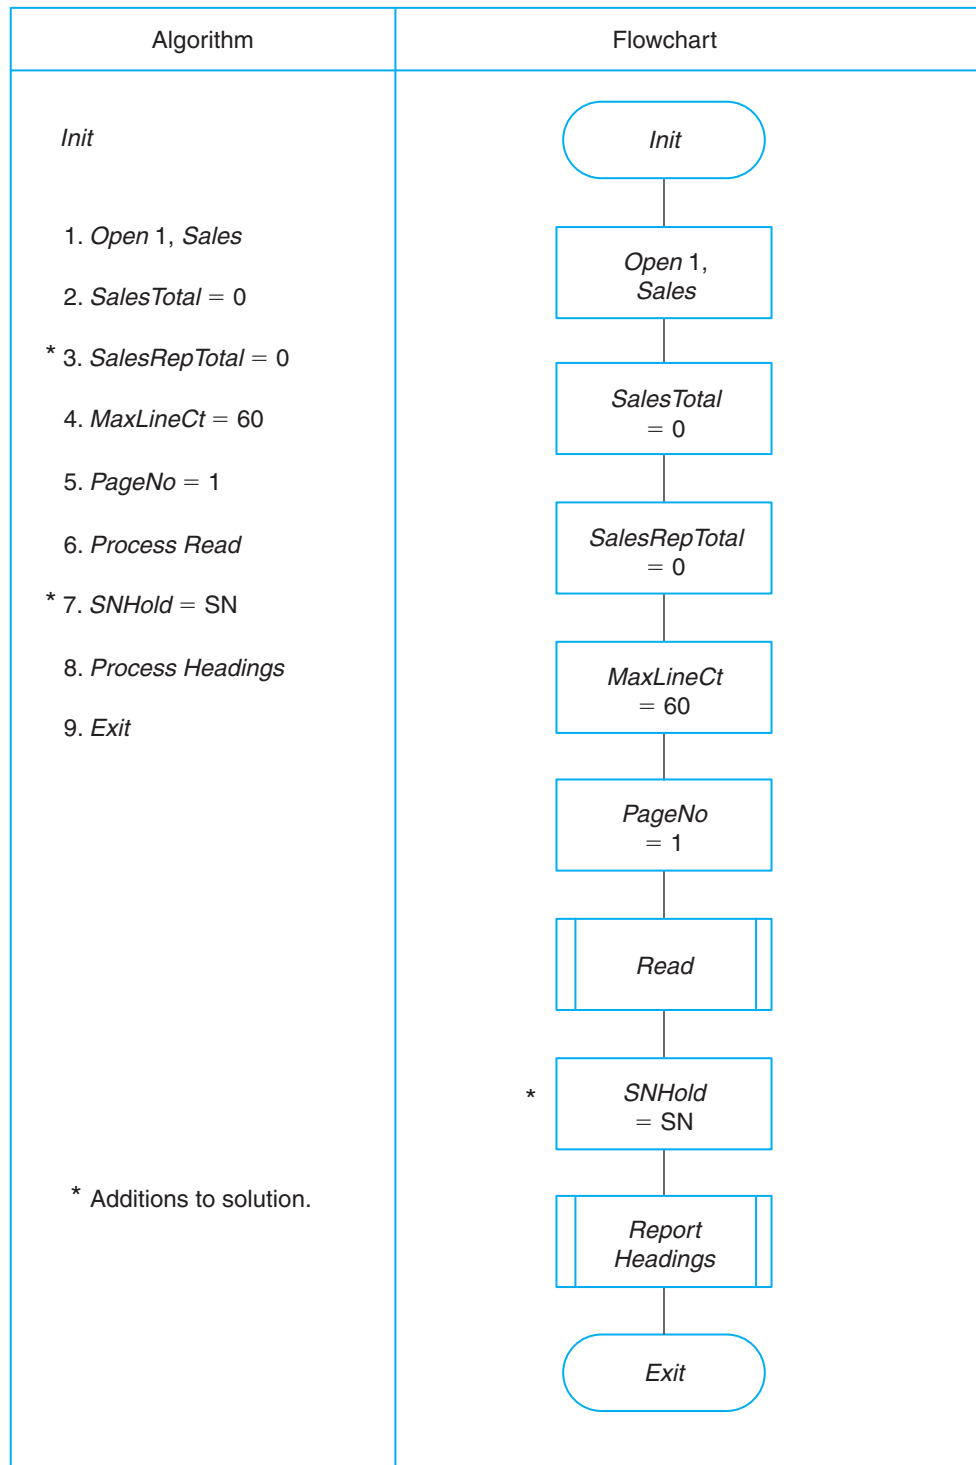 Algorithm
Flowchart
Init
1. Open 1, Sales
2. SalesTotal = 0
* 3. SalesRepTotal = 0
4. MaxLineCt = 60
5. PageNo = 1
6. Process Read
* 7. SNHold = SN
8. Process Headings
9. Exit
* Additions to solution.
Init
Open 1,
Sales
SalesTotal
= 0
SalesRepTotal
= 0
MaxLineCt
= 60
PageNo
= 1
Read
* SNHold
= SN
Report
Headings
Exit